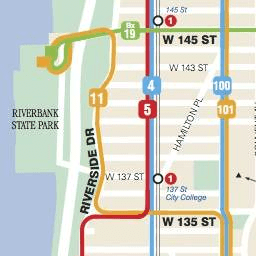 145 St
1
Bx
19
W 145 ST
W 143 ST
4
100
11
5
101
RIVERBANK
STATE PARK
HAMILTON PL
RIVERSIDE DR
W 137 ST
1
137 St
City College
W 135 ST